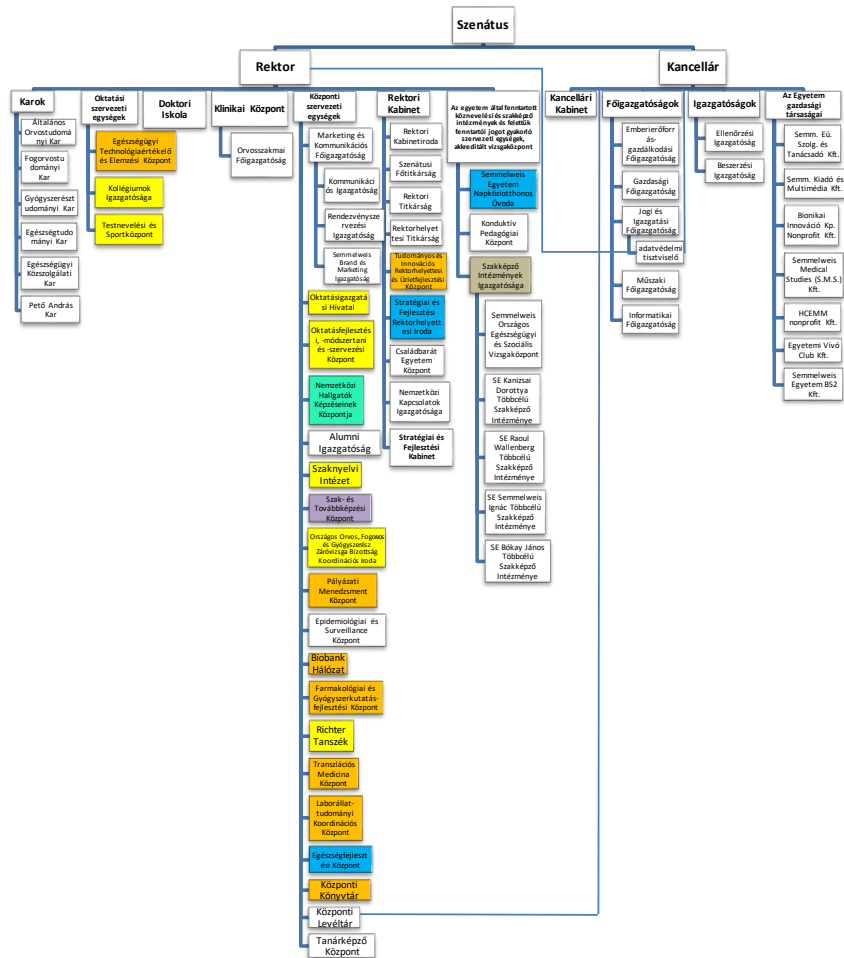 Szenátus
Rektor
Kancellár
Karok
Általános
Orvostudomá
nyi Kar
Fogorvostu
dományi
Kar
Gyógyszerészt
udományi Kar
Egészségtudo
mányi Kar
Egészségügyi
Közszolgálati
Kar
Pető András
Kar
Oktatási
szervezeti
egységek
Egészségügyi
Technológiaértékelő
és Elemzési Központ
Kollégiumok
Igazgatósága
Testnevelési és
Sportközpont
Doktori
Iskola
Klinikai Központ
Orvosszakmai
Főigazgatóság
Központi
szervezeti
egységek
Marketing és
Kommunikációs
Főigazgatóság
Kommunikác
iós Igazgatóság
Rendezvénysze
rvezési
Igazgatóság
Semmelweis
Brand és
Marketing
Igazgatóság
Oktatásigazgat
ási Hivatal
Oktatásfejlesztés
i, -módszertani
és -szervezési
Központ
Nemzetközi
Hallgatók
Képzéseinek
Központja
Alumni
Igazgatóság
Szaknyelvi
Intézet
Szak- és
Továbbképzési
Központ
Országos Orvos, Fogorvos
és Gyógyszerész
Záróvizsga Bizottság
Koordinációs Iroda
Pályázati
Menedzsment
Központ
Epidemiológiai és
Surveillance
Központ
Biobank
Hálózat
Farmakológiai és
Gyógyszerkutatás-
fejlesztési Központ
Richter
Tanszék
Transzlációs
Medicina
Központ
Laborállat-
tudományi
Koordinációs
Központ
Egészségfejleszt
ési Központ
Központi
Könyvtár
Központi
Levéltár
Tanárképző
Központ
Rektori
Kabinet
Rektori
Kabinetiroda
Szenátusi
Főtitkárság
Rektori
Titkárság
Rektorhelyet
tesi Titkárság
Tudományos és
Innovációs
Rektorhelyettesi
és Üzletfejlesztési
Központ
Stratégiai és
Fejlesztési
Rektorhelyett
esi Iroda
Családbarát
Egyetem
Központ
Nemzetközi
Kapcsolatok
Igazgatósága
Stratégiai és
Fejlesztési
Kabinet
Az egyetem által fenntartott
köznevelési és szakképző
intézmények és felettük
fenntartói jogot gyakorló
szervezeti egységek,
akkreditált vizsgaközpont
Semmelweis
Egyetem
Napköziotthonos
Óvoda
Konduktív
Pedagógiai
Központ
Szakképző
Intézmények
Igazgatósága
Semmelweis
Országos
Egészségügyi
és Szociális
Vizsgaközpont
SE Kanizsai
Dorottya
Többcélú
Szakképző
Intézménye
SE Raoul
Wallenberg
Többcélú
Szakképző
Intézménye
SE Semmelweis
Ignác Többcélú
Szakképző
Intézménye
SE Bókay János
Többcélú
Szakképző
Intézménye
Kancellári
Kabinet
Főigazgatóságok
Emberierőforr
ás-
gazdálkodási
Főigazgatóság
Gazdasági
Főigazgatóság
Jogi és
Igazgatási
Főigazgatóság
adatvédelmi
tisztviselő
Műszaki
Főigazgatóság
Informatikai
Főigazgatóság
Igazgatóságok
Ellenőrzési
Igazgatóság
Beszerzési
Igazgatóság
Az Egyetem
gazdasági
társaságai
Semm. Eü.
Szolg. és
Tanácsadó Kft.
Semm. Kiadó és
Multimédia Kft.
Bionikai
Innováció Kp.
Nonprofit Kft.
Semmelweis
Medical
Studies (S.M.S.)
Kft.
HCEMM
nonprofit Kft.
Egyetemi Vívó
Club Kft.
Semmelweis
Egyetem BS2
Kft.